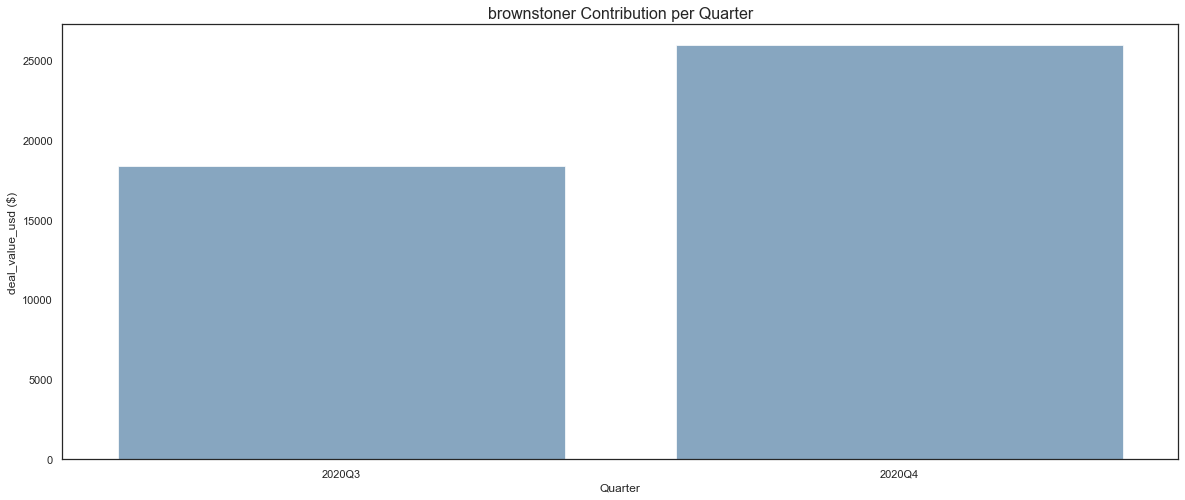 brownstoner Contribution per Quarter
deal_value_usd ($)
25000
20000
15000
10000
5000
0
2020Q3
2020Q4
Quarter